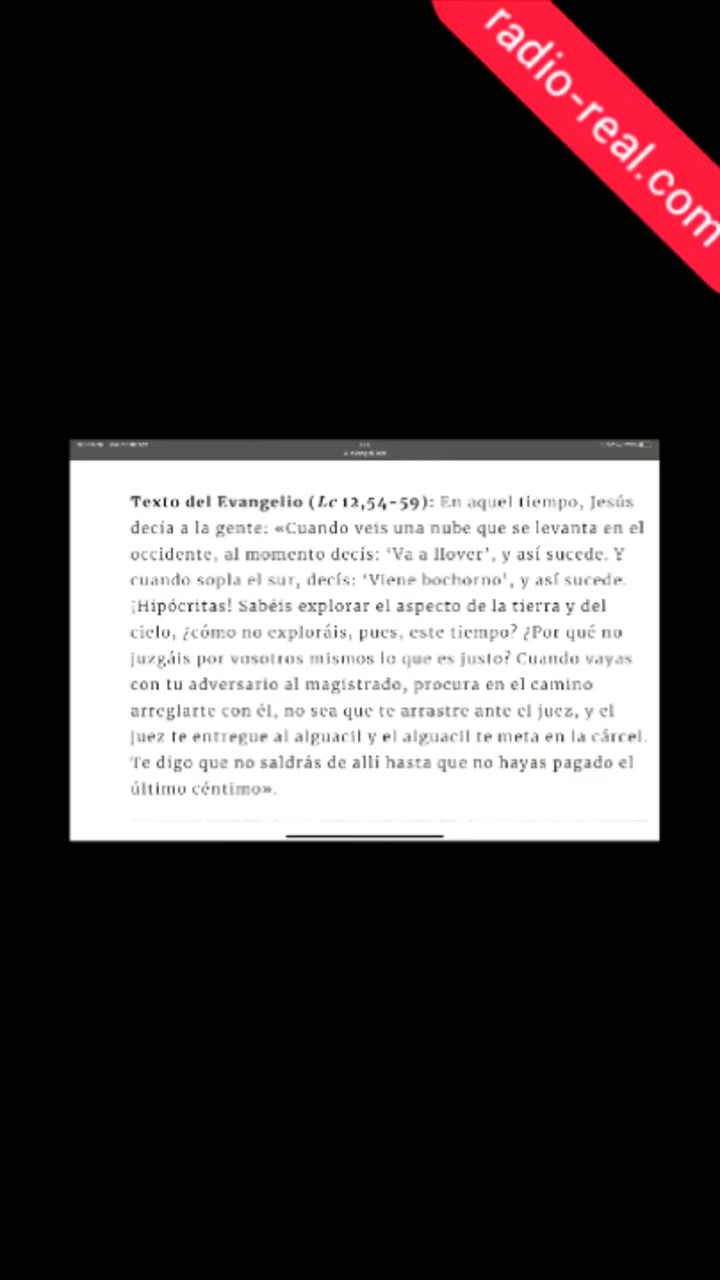 radio-real.com
Texto del Evangelio (Lc 12,54-59): En aquel tiempo, Jesús
decía a la gente: «Cuando veis una nube que se levanta en el
occidente, al momento decís: ‘Va a llover’, y así sucede. Y
cuando sopla el sur, decís: ‘Viene bochorno’, y así sucede.
¡Hipócritas! Sabéis explorar el aspecto de la tierra y del
cielo, ¿cómo no exploráis, pues, este tiempo? ¿Por qué no
juzgáis por vosotros mismos lo que es justo? Cuando vayas
con tu adversario al magistrado, procura en el camino
arreglarte con él, no sea que te arrastre ante el juez, y el
juez te entregue al alguacil y el alguacil te meta en la cárcel.
Te digo que no saldrás de allí hasta que no hayas pagado el
último céntimo».